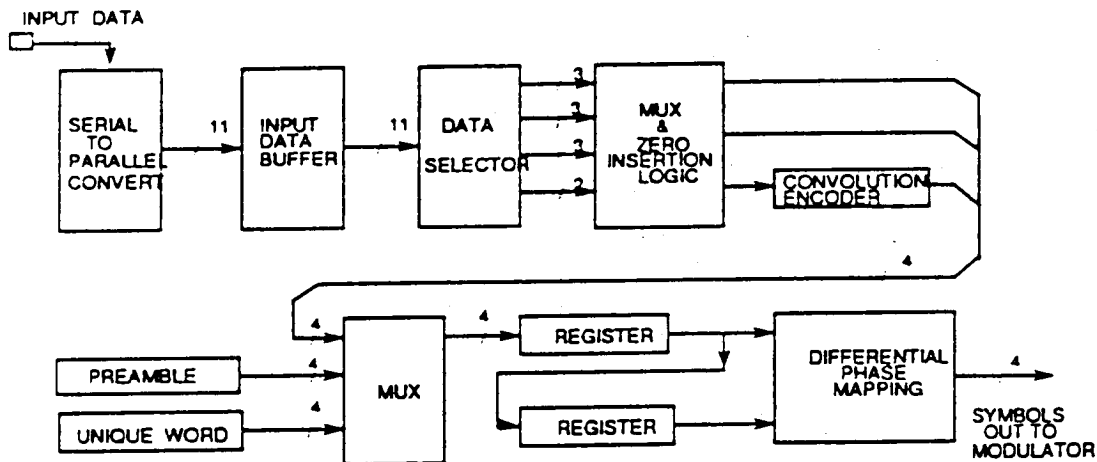 INPUT DATA
SERIAL
TO
PARALLEL
CONVERT
11
INPUT
DATA
BUFFER
11
DATA
SELECTOR
3
3
3
2
MUX
&
ZERO
INSERTION
LOGIC
CONVOLUTION
ENCODER
4
4
PREAMBLE
4
UNIQUE WORD
4
MUX
4
REGISTER
REGISTER
DIFFERENTIAL
PHASE
MAPPING
4
SYMBOLS
OUT TO
MODULATOR